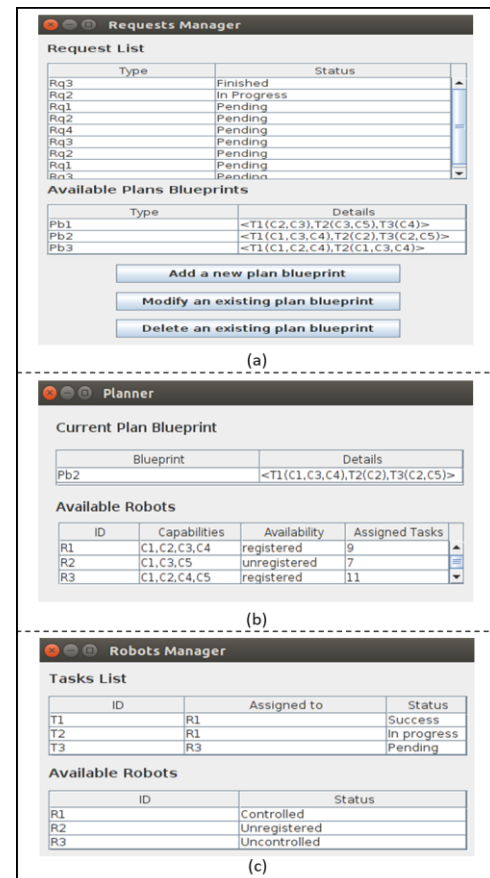 Requests Manager
Request List
Type Status
Rq3 Finished
Rq2 In Progress
Rq1 Pending
Rq2 Pending
Rq4 Pending
Rq3 Pending
Rq2 Pending
Rq1 Pending
Rq3 Pending
Available Plans Blueprints
Type Details
Pb1 <T1(C2,C3),T2(C3,C5),T3(C4)>
Pb2 <T1(C1,C3,C4),T2(C2),T3(C2,C5)>
Pb3 <T1(C1,C2,C4),T2(C1,C3,C4)>
Add a new plan blueprint
Modify an existing plan blueprint
Delete an existing plan blueprint
(a)
Planner
Current Plan Blueprint
Blueprint Details
Pb2 <T1(C1,C3,C4),T2(C2),T3(C2,C5)>
Available Robots
ID Capabilities Availability Assigned Tasks
R1 C1,C2,C3,C4 registered 9
R2 C1,C3,C5 unregistered 7
R3 C1,C2,C4,C5 registered 11
(b)
Robots Manager
Tasks List
ID Assigned to Status
T1 R1 Success
T2 R1 In progress
T3 R3 Pending
Available Robots
ID Status
R1 Controlled
R2 Unregistered
R3 Uncontrolled
(c)